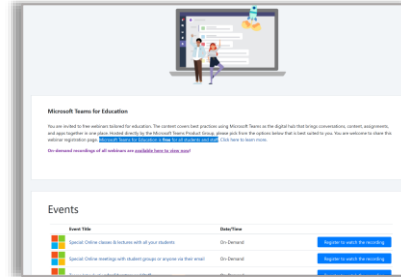 Microsoft Teams for Education
You are invited to free webinars tailored for education. The content covers best practices using Microsoft Teams as the digital hub that brings conversations, content, assignments,
and apps together in one place. Hosted directly by the Microsoft Teams Product Group, please join from the options below that is best suited to you. You are welcome to share this
webinar registration page. Microsoft Teams for Education is free for all students and staff. Click here to learn more.
On-demand recordings of all webinars are available here to view now!
Events
Event Title Date/Time
Special: Online classes & lectures with all your students On-Demand Register to watch the recording
Special: Online meetings with student groups or anyone via their email On-Demand Register to watch the recording